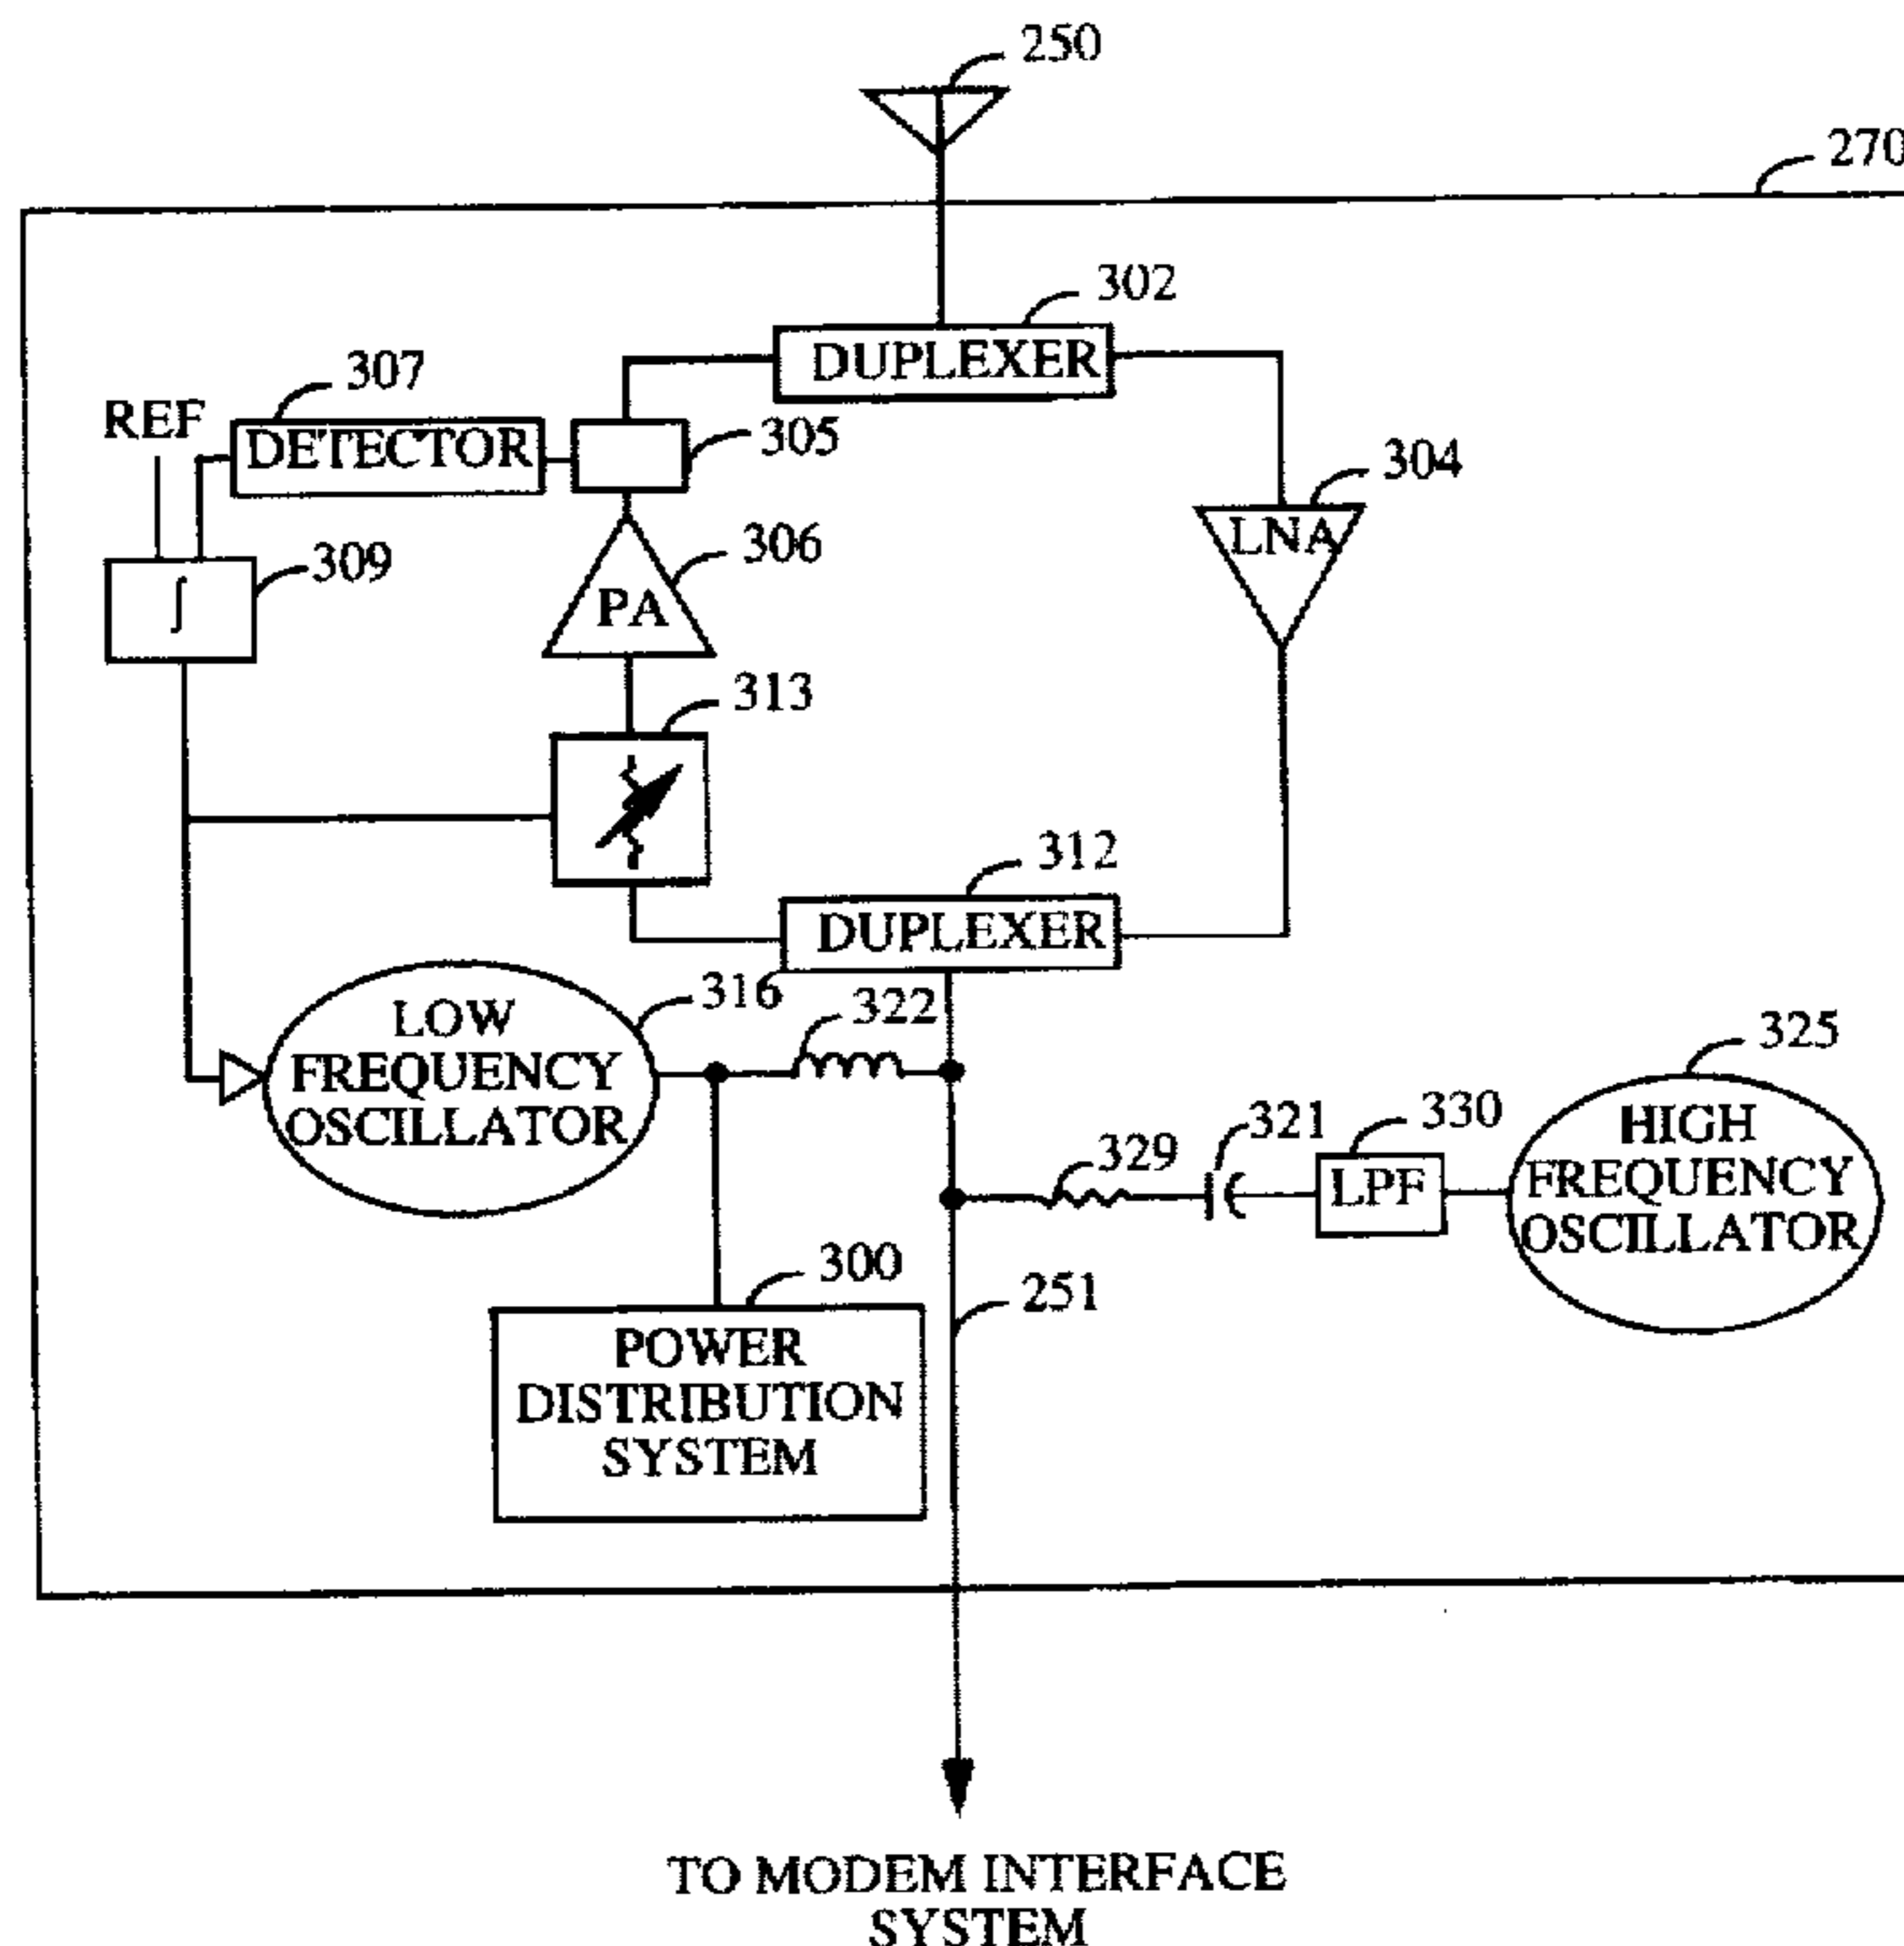 250
270
302
DUPLEXER
307
REF
DETECTOR
305
304
LNA
309
∫
306
PA
313
312
DUPLEXER
316
322
LOW
FREQUENCY
OSCILLATOR
325
HIGH
FREQUENCY
OSCILLATOR
329
321
330
LPF
300
POWER
DISTRIBUTION
SYSTEM
251
TO MODEM INTERFACE
SYSTEM